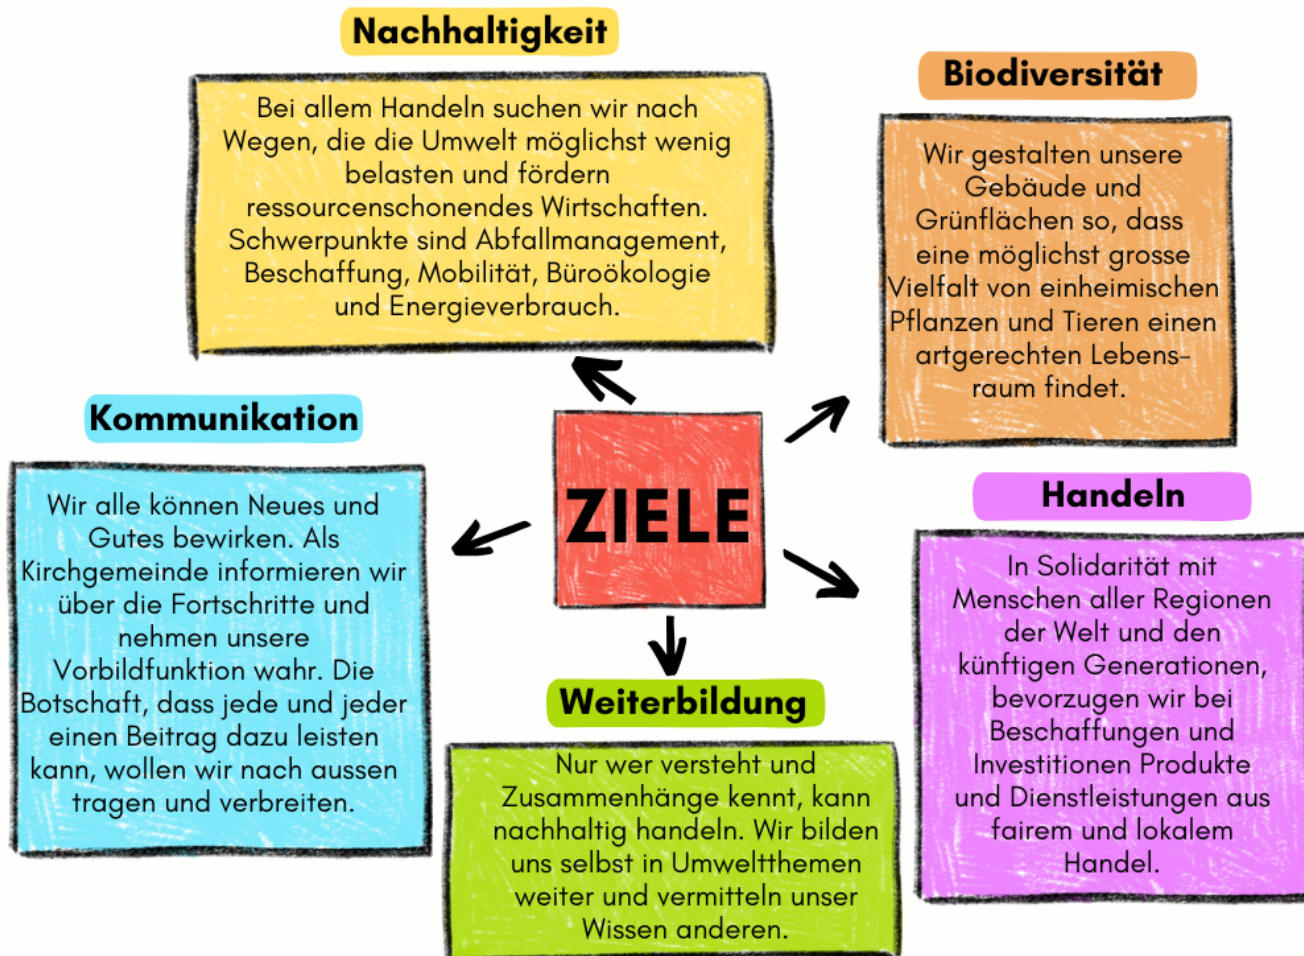 Nachhaltigkeit
Bei allem Handeln suchen wir nach
Wegen, die die Umwelt möglichst wenig
belasten und fördern
ressourcenschonendes Wirtschaften.
Schwerpunkte sind Abfallmanagement,
Beschaffung, Mobilität, Büroökologie
und Energieverbrauch.
Biodiversität
Wir gestalten unsere
Gebäude und
Grünflächen so, dass
eine möglichst grosse
Vielfalt von einheimischen
Pflanzen und Tieren einen
artgerechten Lebens-
raum findet.
ZIELE
Kommunikation
Wir alle können Neues und
Gutes bewirken. Als
Kirchgemeinde informieren wir
über die Fortschritte und
nehmen unsere
Vorbildfunktion wahr. Die
Botschaft, dass jede und jeder
einen Beitrag dazu leisten
kann, wollen wir nach aussen
tragen und verbreiten.
Handeln
In Solidarität mit
Menschen aller Regionen
der Welt und den
künftigen Generationen,
bevorzugen wir bei
Beschaffungen und
Investitionen Produkte
und Dienstleistungen aus
fairem und lokalem
Handel.
Weiterbildung
Nur wer versteht und
Zusammenhänge kennt, kann
nachhaltig handeln. Wir bilden
uns selbst in Umweltthemen
weiter und vermitteln unser
Wissen anderen.